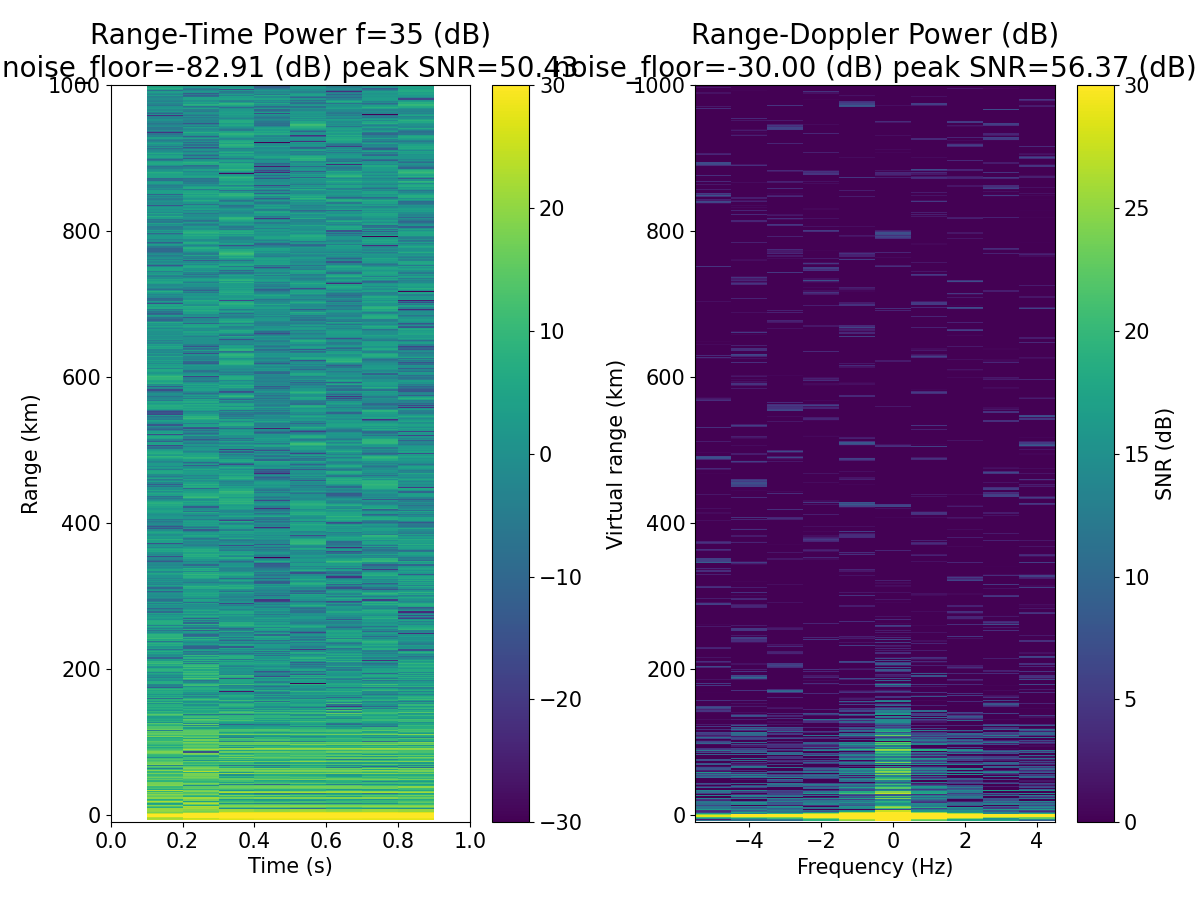 Range-Time Power f=35 (dB)
noise_floor=-82.91 (dB) peak SNR=50.43
Range-Doppler Power (dB)
noise_floor=-30.00 (dB) peak SNR=56.37 (dB)
1000
800
600
400
200
0
Range (km)
0.0 0.2 0.4 0.6 0.8 1.0
Time (s)
30
20
10
0
−10
−20
−30
1000
800
600
400
200
0
Virtual range (km)
−4 −2 0 2 4
Frequency (Hz)
30
25
20
15
10
5
0
SNR (dB)